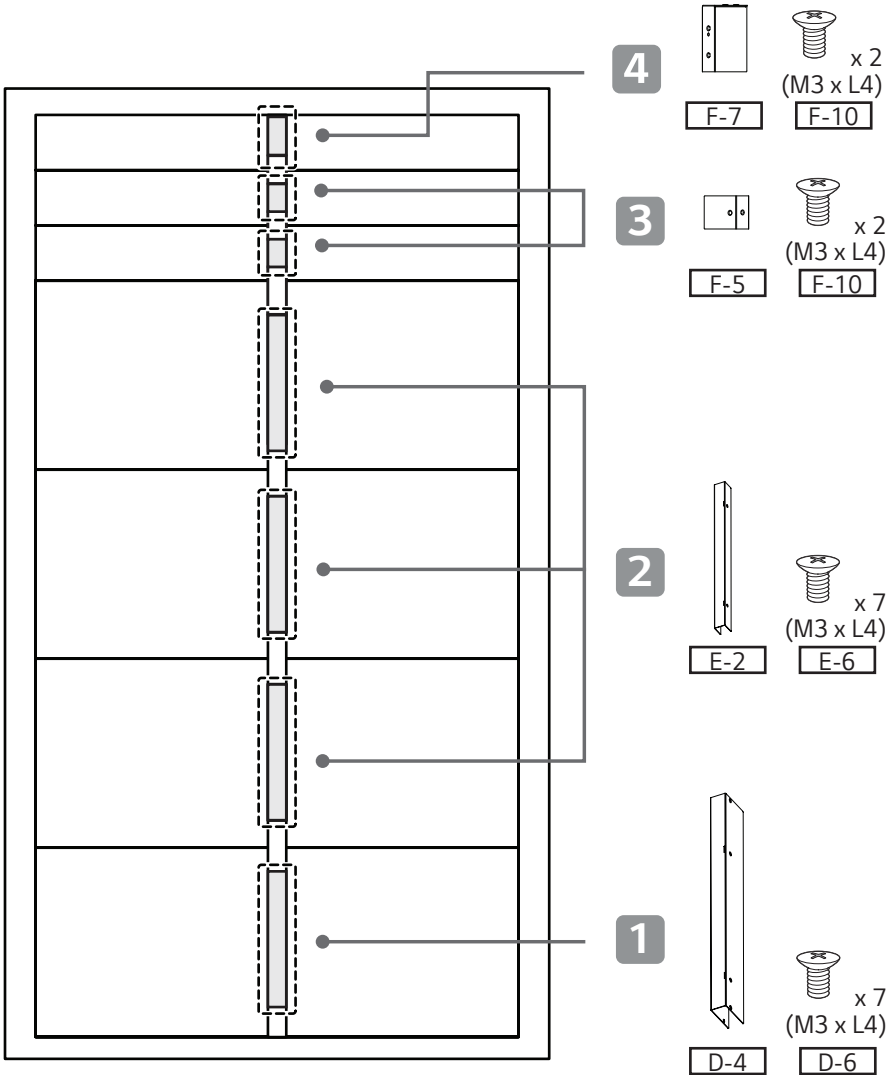 4
x 2
(M3 x L4)
F-7
F-10
3
x 2
(M3 x L4)
F-5
F-10
2
x 7
(M3 x L4)
E-2
E-6
1
x 7
(M3 x L4)
D-4
D-6